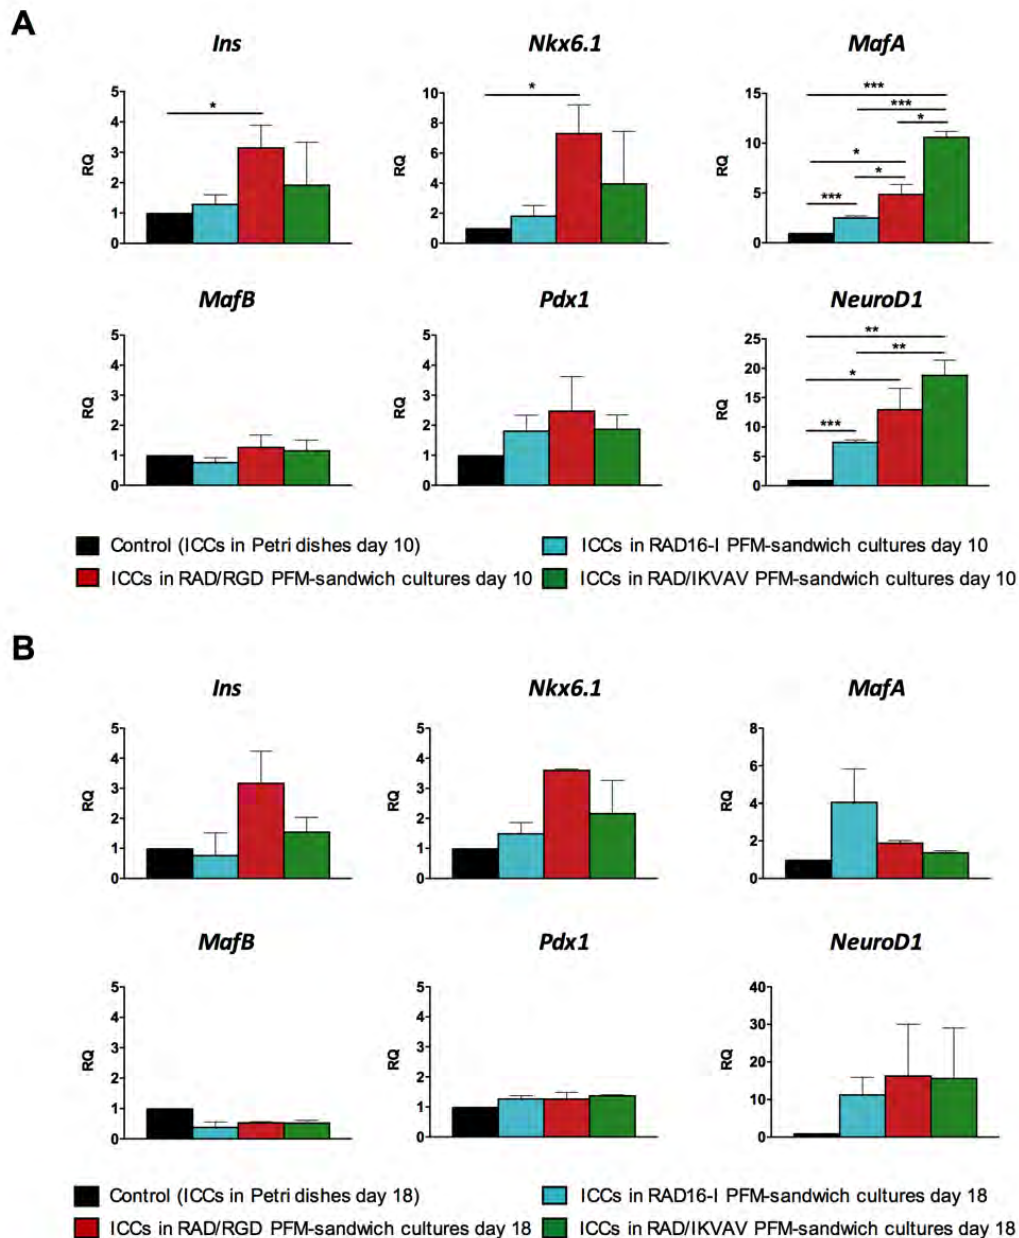 A
Ins Nkx6.1 MafA
*** 
* * ***
*
5 10 15
4 8
3 6 * 10
RQ RQ RQ *
2 4 *** 5
1 2
0 0 0
MafB Pdx1 NeuroD1
**
5 5 25 **
4 4 20 *
3 3 15
RQ RQ RQ ***
2 2 10
1 1 5
0 0 0
Control (ICCs in Petri dishes day 10) ICCs in RAD16-I PFM-sandwich cultures day 10
ICCs in RAD/RGD PFM-sandwich cultures day 10 ICCs in RAD/IKVAV PFM-sandwich cultures day 10
B
Ins Nkx6.1 MafA
5 5 8
4 4 6
3 3
RQ RQ RQ 4
2 2
1 1 2
0 0 0
MafB Pdx1 NeuroD1
5 5 40
4 4 30
3 3
RQ RQ RQ 20
2 2
1 1 10
0 0 0
Control (ICCs in Petri dishes day 18) ICCs in RAD16-I PFM-sandwich cultures day 18
ICCs in RAD/RGD PFM-sandwich cultures day 18 ICCs in RAD/IKVAV PFM-sandwich cultures day 18